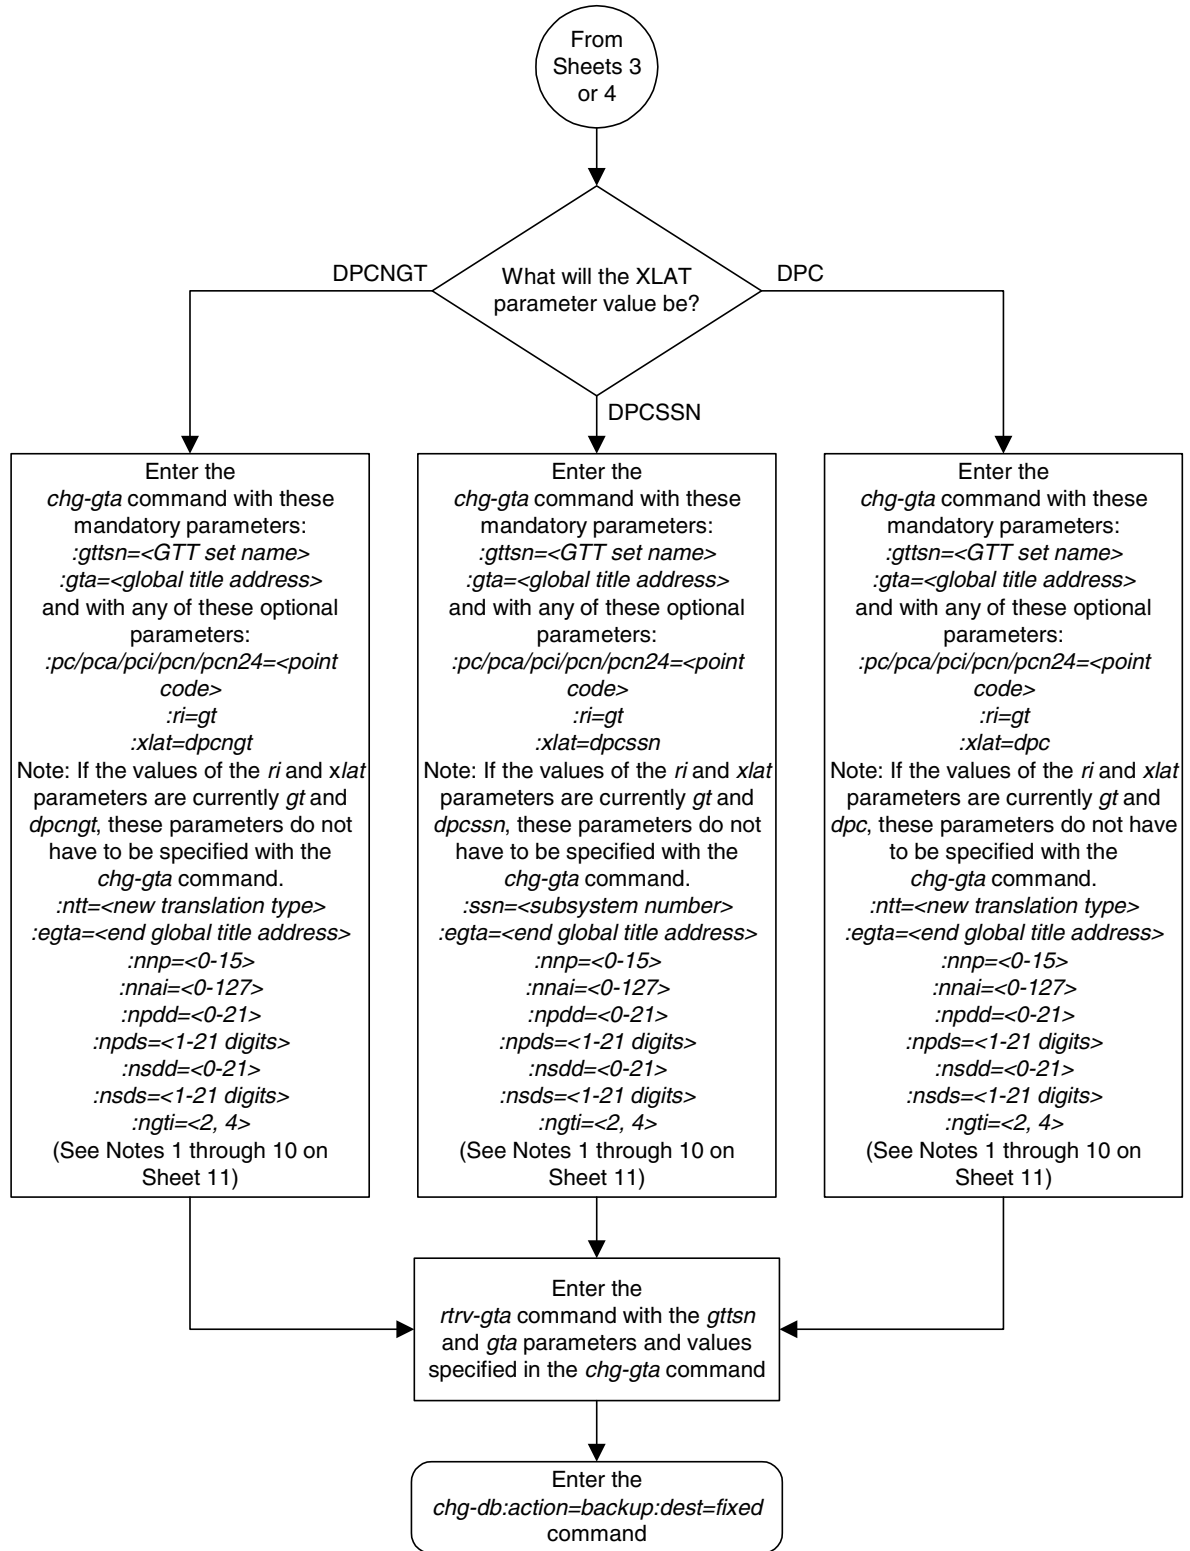 From
Sheets 3
or 4
What will the XLAT
parameter value be?
DPCNGT
DPC
DPCSSN
Enter the
chg-gta command with these
mandatory parameters:
:gttsn=<GTT set name>
:gta=<global title address>
and with any of these optional
parameters:
:pc/pca/pci/pcn/pcn24=<point
code>
:ri=gt
:xlat=dpcngt
Note: If the values of the ri and xlat
parameters are currently gt and
dpcngt, these parameters do not
have to be specified with the
chg-gta command.
:ntt=<new translation type>
:egta=<end global title address>
:nnp=<0-15>
:nnai=<0-127>
:npdd=<0-21>
:npds=<1-21 digits>
:nsdd=<0-21>
:nsds=<1-21 digits>
:ngti=<2, 4>
(See Notes 1 through 10 on
Sheet 11)
Enter the
chg-gta command with these
mandatory parameters:
:gttsn=<GTT set name>
:gta=<global title address>
and with any of these optional
parameters:
:pc/pca/pci/pcn/pcn24=<point
code>
:ri=gt
:xlat=dpcssn
Note: If the values of the ri and xlat
parameters are currently gt and
dpcssn, these parameters do not
have to be specified with the
chg-gta command.
:ssn=<subsystem number>
:egta=<end global title address>
:nnp=<0-15>
:nnai=<0-127>
:npdd=<0-21>
:npds=<1-21 digits>
:nsdd=<0-21>
:nsds=<1-21 digits>
:ngti=<2, 4>
(See Notes 1 through 10 on
Sheet 11)
Enter the
chg-gta command with these
mandatory parameters:
:gttsn=<GTT set name>
:gta=<global title address>
and with any of these optional
parameters:
:pc/pca/pci/pcn/pcn24=<point
code>
:ri=gt
:xlat=dpc
Note: If the values of the ri and xlat
parameters are currently gt and
dpc, these parameters do not have
to be specified with the
chg-gta command.
:ntt=<new translation type>
:egta=<end global title address>
:nnp=<0-15>
:nnai=<0-127>
:npdd=<0-21>
:npds=<1-21 digits>
:nsdd=<0-21>
:nsds=<1-21 digits>
:ngti=<2, 4>
(See Notes 1 through 10 on
Sheet 11)
Enter the
rtrv-gta command with the gttsn
and gta parameters and values
specified in the chg-gta command
Enter the
chg-db:action=backup:dest=fixed
command